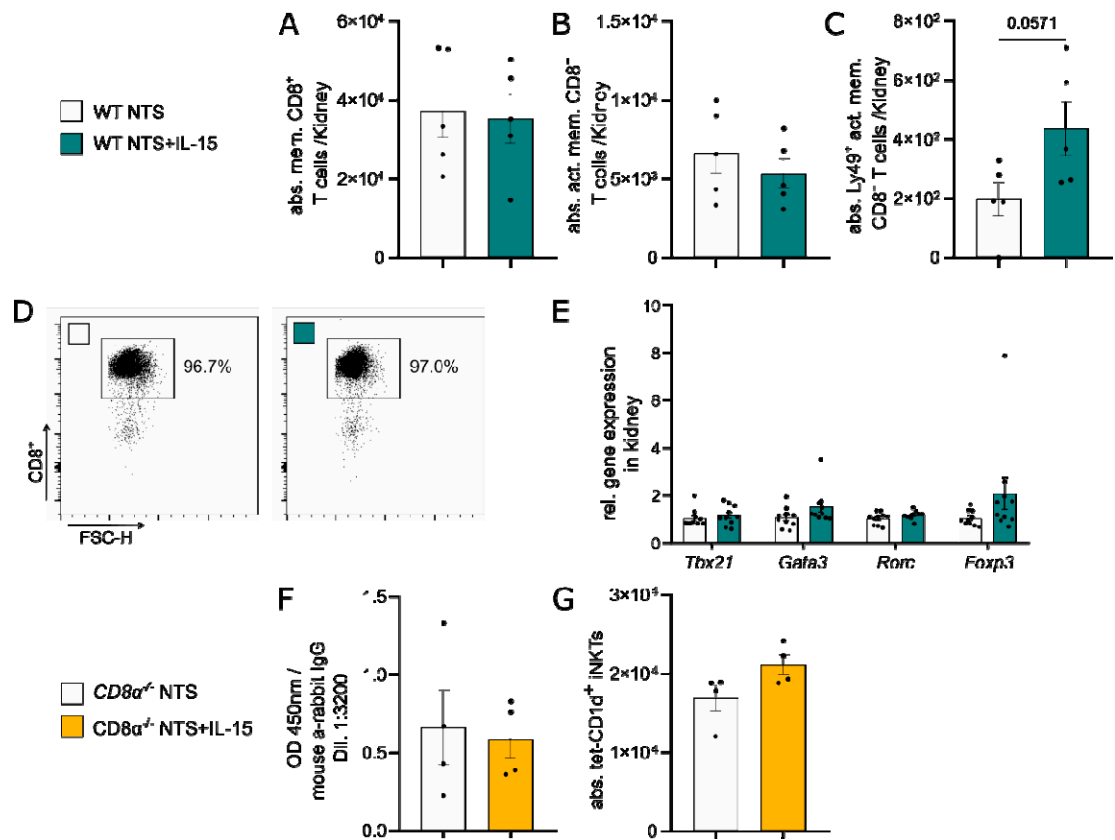 WT NTS
WT NTS+IL-15
A
abs. mem. CD8⁺
T cells /Kidney
6×10⁴
4×10⁴
2×10⁴
0
B
abs. act. mem. CD8⁻
T cells /Kidney
1.5×10⁴
1×10⁴
5×10³
0
C
abs. Ly49⁺ act. mem.
CD8⁻ T cells /Kidney
8×10²
6×10²
4×10²
2×10²
0
0.0571
D
96.7%
97.0%
CD8⁺
FSC-H
E
rel. gene expression
in kidney
10
8
6
4
2
0
Tbx21
Gata3
Rorc
Foxp3
CD8α⁻/⁻ NTS
CD8α⁻/⁻ NTS+IL-15
F
OD 450nm /
mouse a-rabbit IgG
Dil. 1:3200
1.5
1.0
0.5
0.0
G
abs. tet-CD1d⁺ iNKTs
3×10⁴
2×10⁴
1×10⁴
0